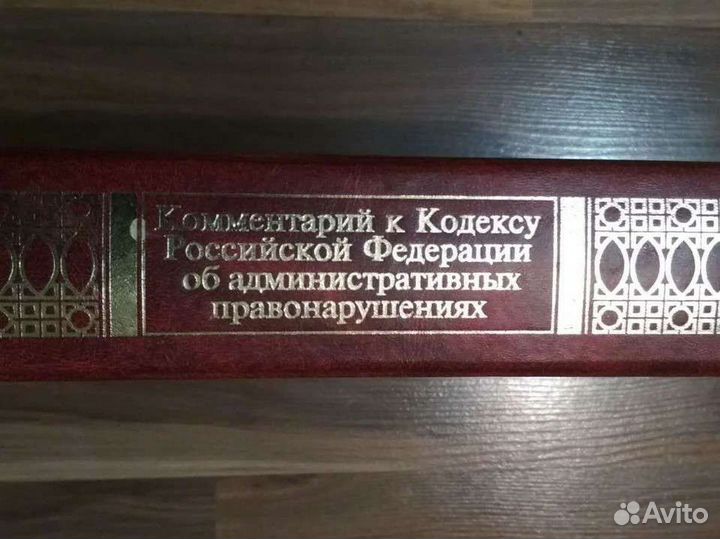 Комментарий к Кодексу
Российской Федерации
об административных
правонарушениях
Avito